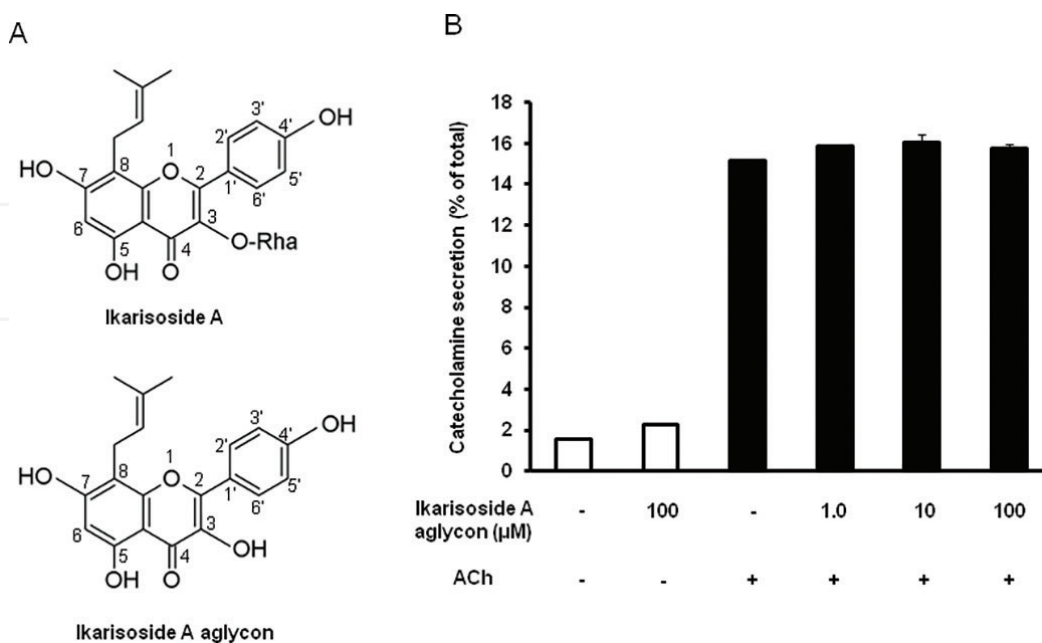 A
OH
3'
2'
4'
HO
7
8
O
1
2
1'
5'
6'
6
5
4
3
O-Rha
OH
O
Ikarisoside A
OH
3'
2'
4'
HO
7
8
O
1
2
1'
5'
6'
6
5
4
3
OH
OH
O
Ikarisoside A aglycon
B
Catecholamine secretion (% of total)
18
16
14
12
10
8
6
4
2
0
Ikarisoside A
aglycon (µM)
- 100 - 1.0 10 100
ACh - - + + + +